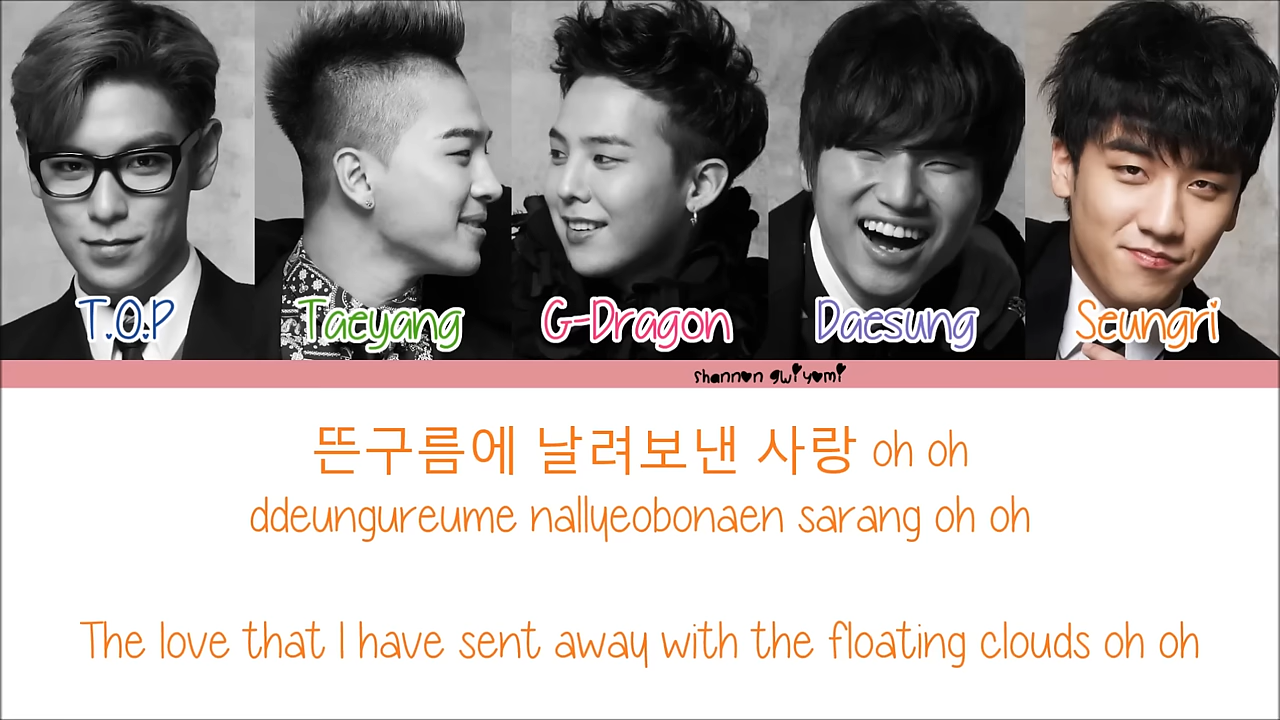 T.O.P Taeyang G-Dragon Daesung Seungri
shannon gwiyomi
뜬구름에 날려보낸 사랑 oh oh
ddeungureume nallyeobonaen sarang oh oh
The love that I have sent away with the floating clouds oh oh